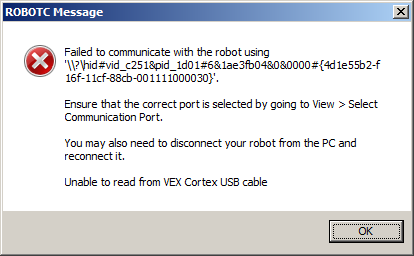 ROBOTC Message
Failed to communicate with the robot using
'\\?\hid#vid_c251&pid_1d01#6&1ae3fb04&0&0000#{4d1e55b2-f
16f-11cf-88cb-001111000030}'.
Ensure that the correct port is selected by going to View > Select
Communication Port.
You may also need to disconnect your robot from the PC and
reconnect it.
Unable to read from VEX Cortex USB cable
OK